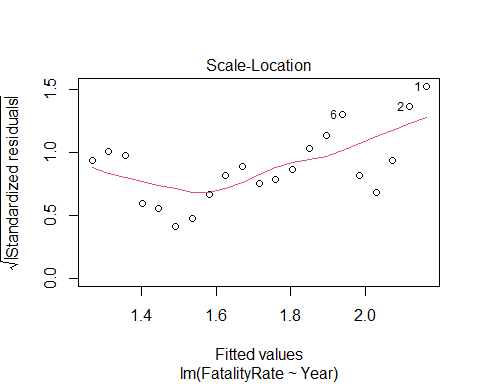 Scale-Location
√|Standardized residuals|
1.5
1.0
0.5
0.0
1
2
6
1.4 1.6 1.8 2.0
Fitted values
lm(FatalityRate ~ Year)